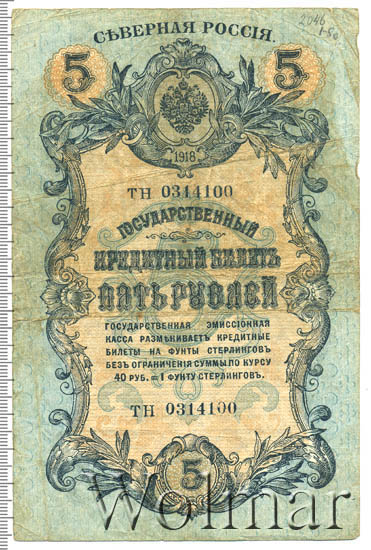 СѢВЕРНАЯ РОССІЯ.
2046
1-50
5 5
1918
ТН 0314100
ГОСУДАРСТВЕННЫЙ
КРЕДИТНЫЙ БИЛЕТЪ
ПЯТЬ РУБЛЕЙ
ГОСУДАРСТВЕННАЯ ЭМИССІОННАЯ
КАССА РАЗМѢНИВАЕТЪ КРЕДИТНЫЕ
БИЛЕТЫ НА ФУНТЫ СТЕРЛИНГОВЪ
БЕЗЪ ОГРАНИЧЕНІЯ СУММЫ ПО КУРСУ
40 РУБ. = 1 ФУНТУ СТЕРЛИНГОВЪ.
ТН 0314100
5
Wolmar